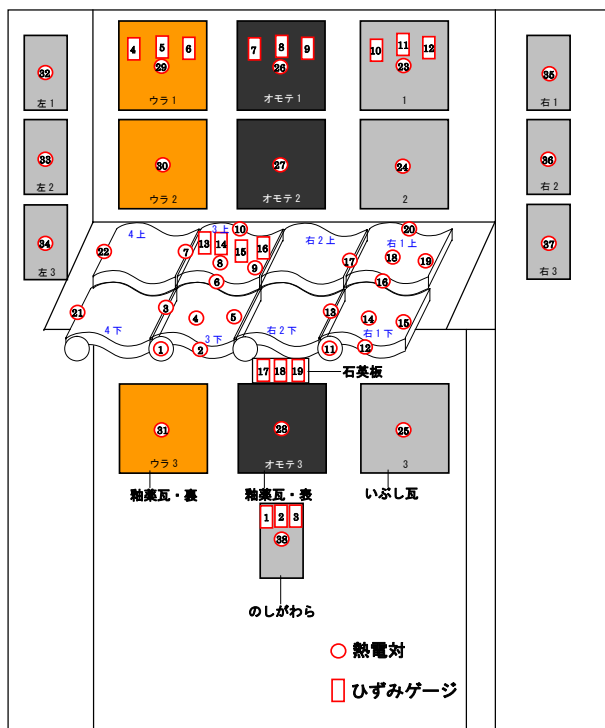 4 5 6 7 8 9 10 11 12
32 29 26 23 35
左1 ウラ1 オモテ1 1 右1
33 30 27 24 36
左2 ウラ2 オモテ2 2 右2
34 37
左3 右3
4上 3上 右2上 右1上
22 7 13 14 10 15 16 8 9 6 17 20 18 19 16
21 3 4 5 13 14 15
4下 3下 右2下 右1下
1 2 11 12
17 18 19 石英板
31 28 25
ウラ3 オモテ3 3
釉薬瓦・裏 釉薬瓦・表 いぶし瓦
1 2 3
38
のしがわら
熱電対
ひずみゲージ